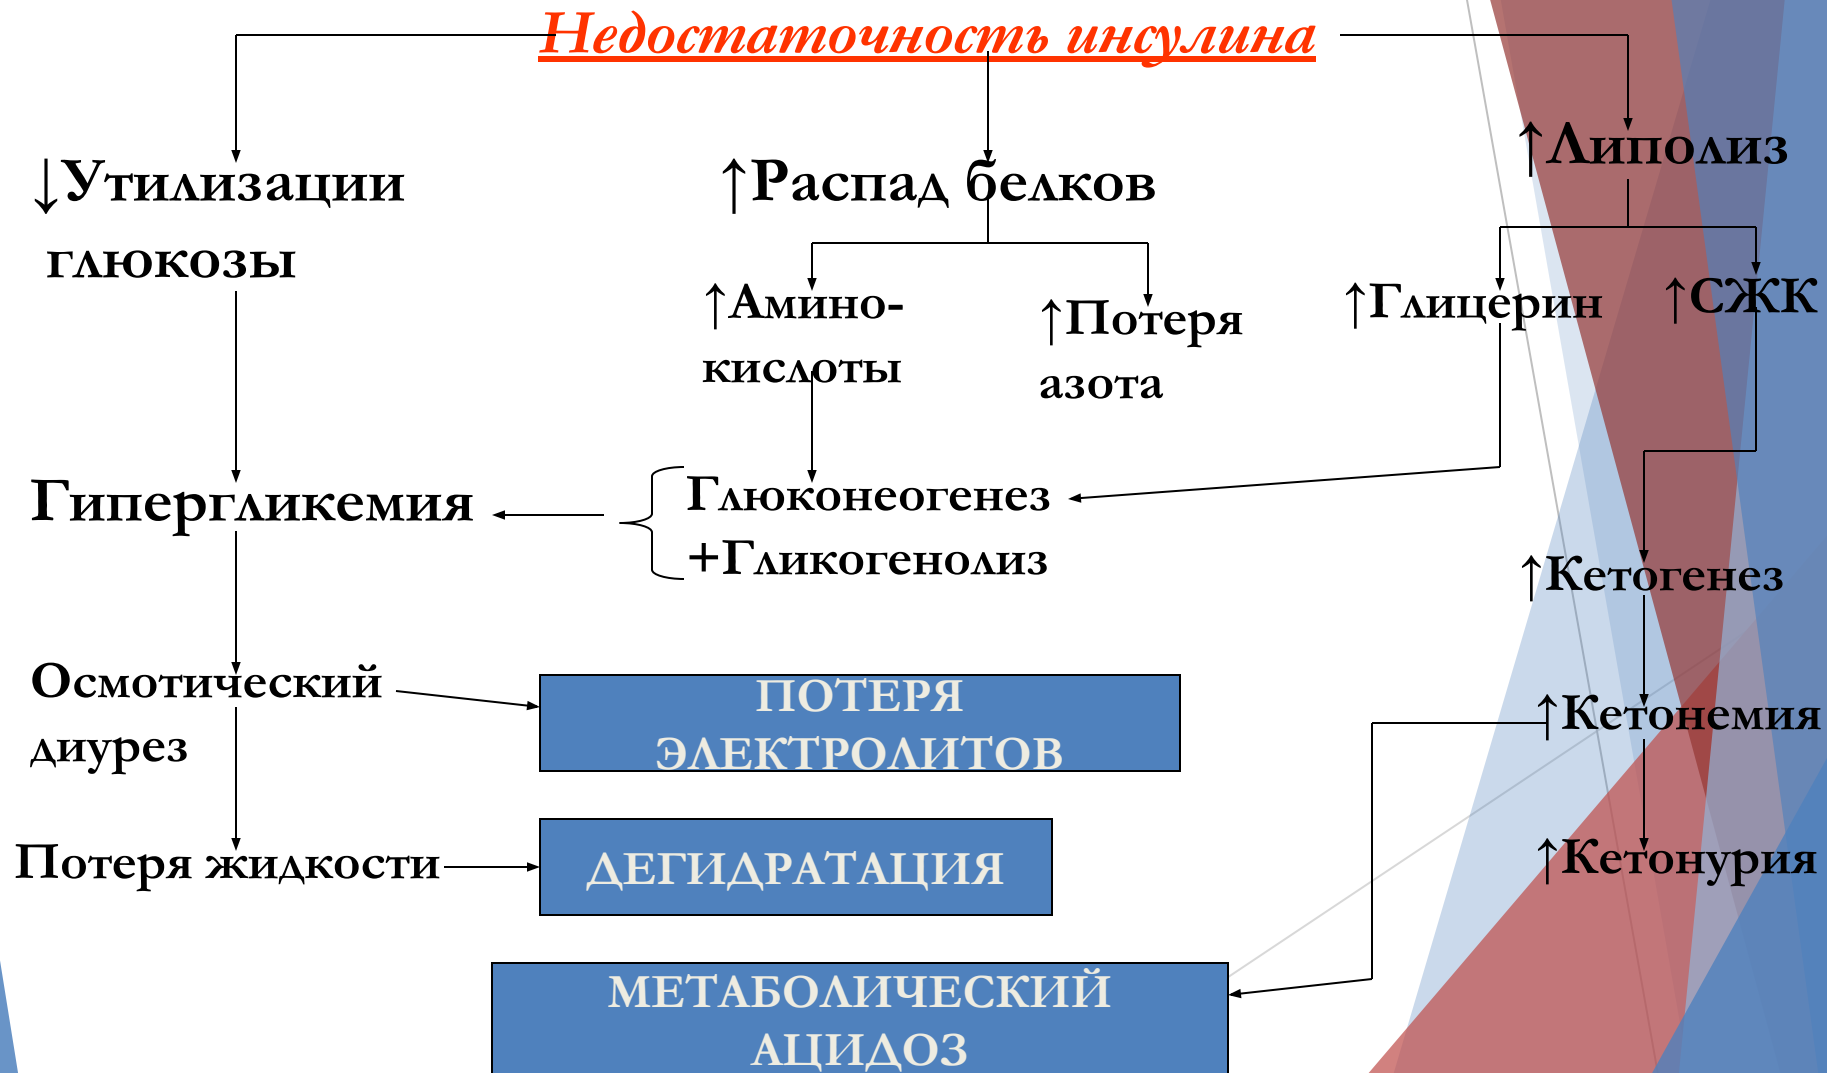 Недостаточность инсулина
↓Утилизации
глюкозы
↑Распад белков
↑Липолиз
↑Амино-
кислоты
↑Потеря
азота
↑Глицерин
↑СЖК
Гипергликемия
Глюконеогенез
+Гликогенолиз
↑Кетогенез
Осмотический
диурез
ПОТЕРЯ
ЭЛЕКТРОЛИТОВ
↑Кетонемия
Потеря жидкости
ДЕГИДРАТАЦИЯ
↑Кетонурия
МЕТАБОЛИЧЕСКИЙ
АЦИДОЗ